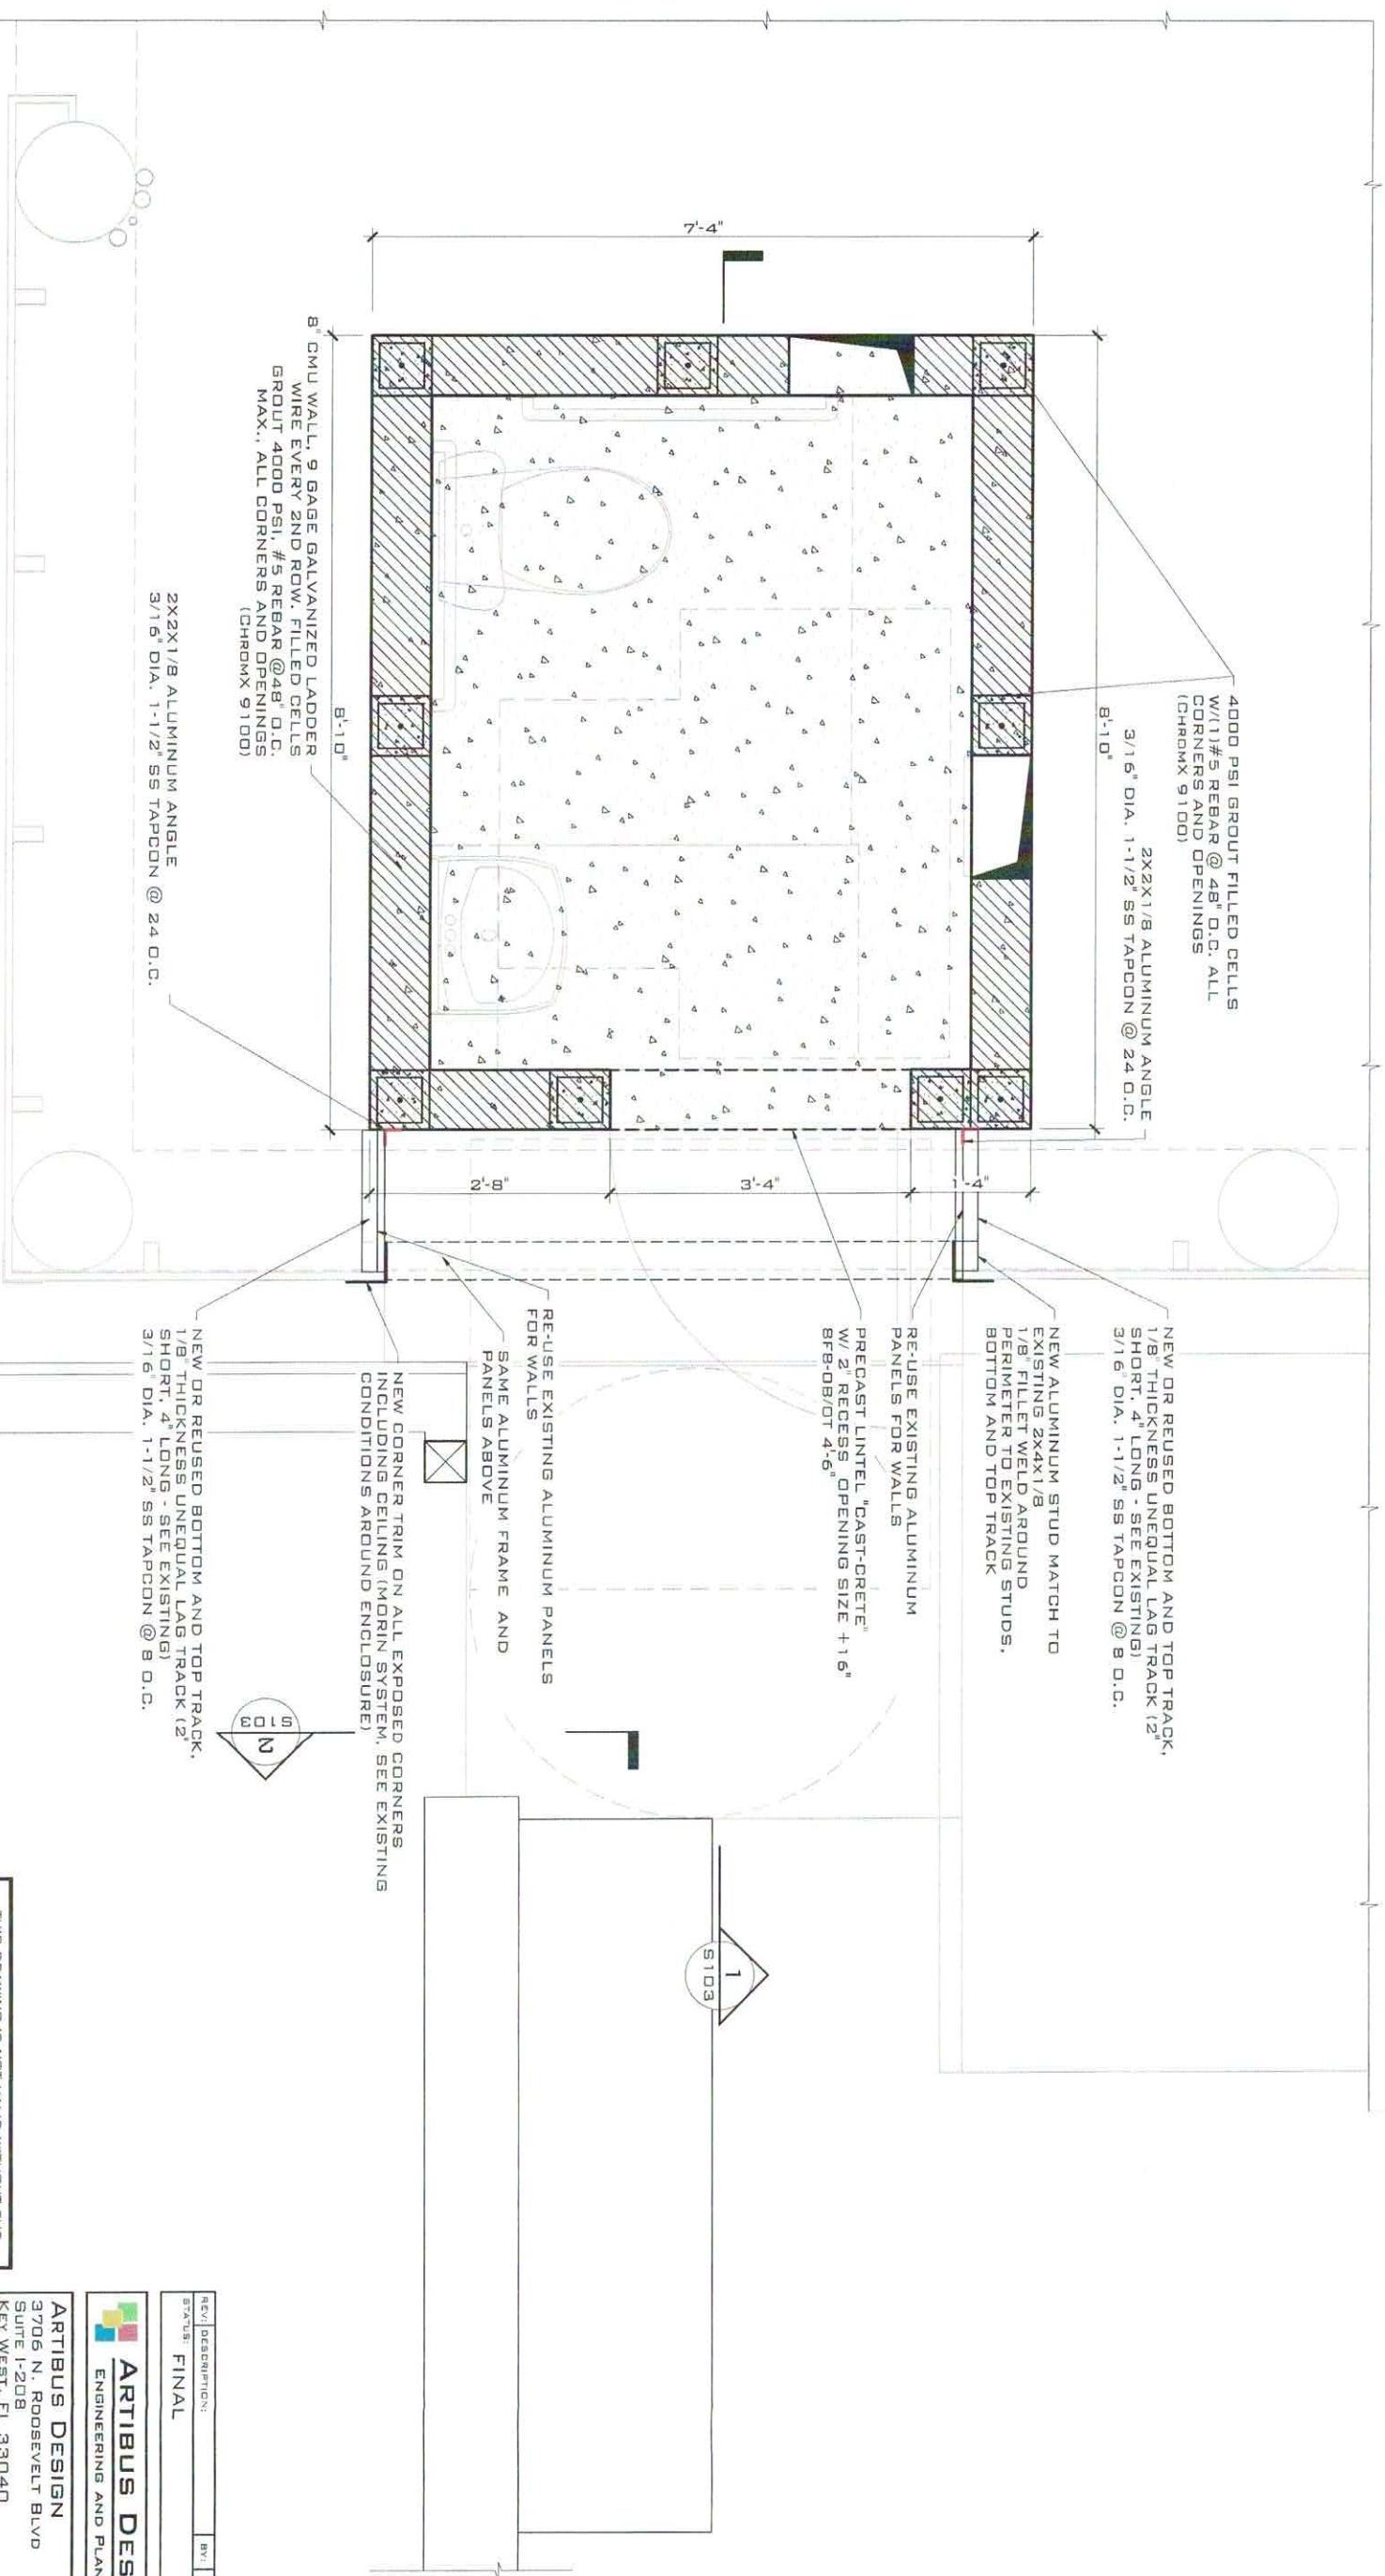 4000 PSI GROUT FILLED CELLS
W/(1)#5 REBAR @ 48" O.C. ALL
CORNERS AND OPENINGS
(CHROMX 9100)
2X2X1/8 ALUMINUM ANGLE
3/16" DIA. 1-1/2" SS TAPCON @ 24 O.C.
NEW OR REUSED BOTTOM AND TOP TRACK,
1/8" THICKNESS UNEQUAL LAG TRACK (2"
SHORT, 4" LONG - SEE EXISTING)
3/16" DIA. 1-1/2" SS TAPCON @ 8 O.C.
NEW ALUMINUM STUD MATCH TO
EXISTING 2X4X1/8
1/8" FILLET WELD AROUND
PERIMETER TO EXISTING STUDS,
BOTTOM AND TOP TRACK
RE-USE EXISTING ALUMINUM
PANELS FOR WALLS
PRECAST LINTEL "CAST-CRETE"
W/ 2" RECESS OPENING SIZE +16"
8F8-0B/0T 4'-6"
RE-USE EXISTING ALUMINUM PANELS
FOR WALLS
SAME ALUMINUM FRAME AND
PANELS ABOVE
NEW CORNER TRIM ON ALL EXPOSED CORNERS
INCLUDING CEILING (MORIN SYSTEM, SEE EXISTING
CONDITIONS AROUND ENCLOSURE)
NEW OR REUSED BOTTOM AND TOP TRACK,
1/8" THICKNESS UNEQUAL LAG TRACK (2"
SHORT, 4" LONG - SEE EXISTING)
3/16" DIA. 1-1/2" SS TAPCON @ 8 O.C.
8'-10"
7'-4"
1'-4"
3'-4"
2'-8"
8'-10"
8" CMU WALL, 9 GAGE GALVANIZED LADDER
WIRE EVERY 2ND ROW. FILLED CELLS
GROUT 4000 PSI, #5 REBAR @48" O.C.
MAX., ALL CORNERS AND OPENINGS
(CHROMX 9100)
2X2X1/8 ALUMINUM ANGLE
3/16" DIA. 1-1/2" SS TAPCON @ 24 O.C.
1
S103
2
S103
REV: DESCRIPTION: BY:
STATUS: FINAL
ARTIBUS DES
ENGINEERING AND PLAN
ARTIBUS DESIGN
3706 N. ROOSEVELT BLVD
SUITE I-208
KEY WEST, FL 33040